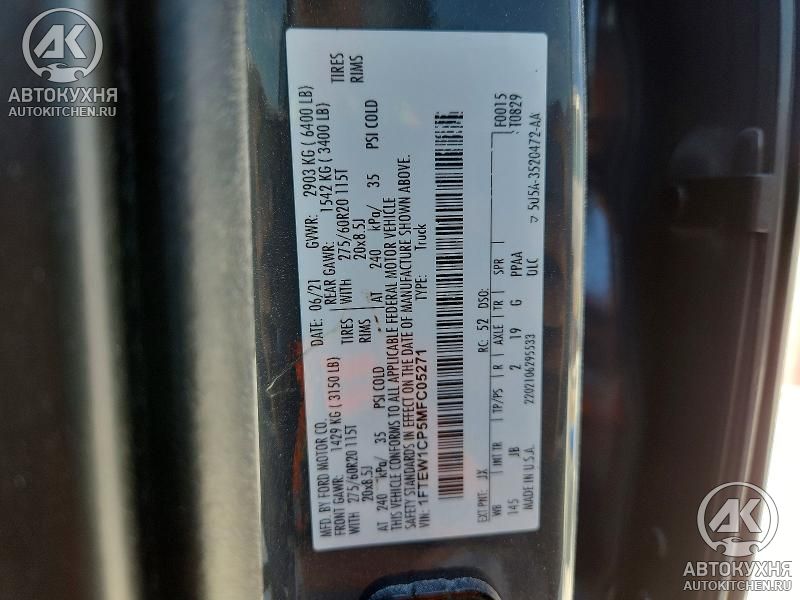 AK
АВТОКУХНЯ
AUTOKITCHEN.RU
MFD. BY FORD MOTOR CO.
DATE: 06/21 GVWR: 2903 KG ( 6400 LB)
FRONT GAWR: 1429 KG ( 3150 LB) REAR GAWR: 1542 KG ( 3400 LB)
WITH 275/60R20 115T TIRES WITH 275/60R20 115T TIRES
20x8.5J RIMS 20x8.5J RIMS
AT 240 kPa/ 35 PSI COLD AT 240 kPa/ 35 PSI COLD
THIS VEHICLE CONFORMS TO ALL APPLICABLE FEDERAL MOTOR VEHICLE
SAFETY STANDARDS IN EFFECT ON THE DATE OF MANUFACTURE SHOWN ABOVE.
VIN: 1FTEW1CP5MFC05271 TYPE: Truck
F0015
T0829
EXT PNT: JX RC: 52 DSO:
WB INT TR TP/PS R AXLE TR SPR
145 JB 2 19 G PPAA
MADE IN U.S.A. 2202106295533 ULC
5U5A-3520472-AA
AK
АВТОКУХНЯ
AUTOKITCHEN.RU